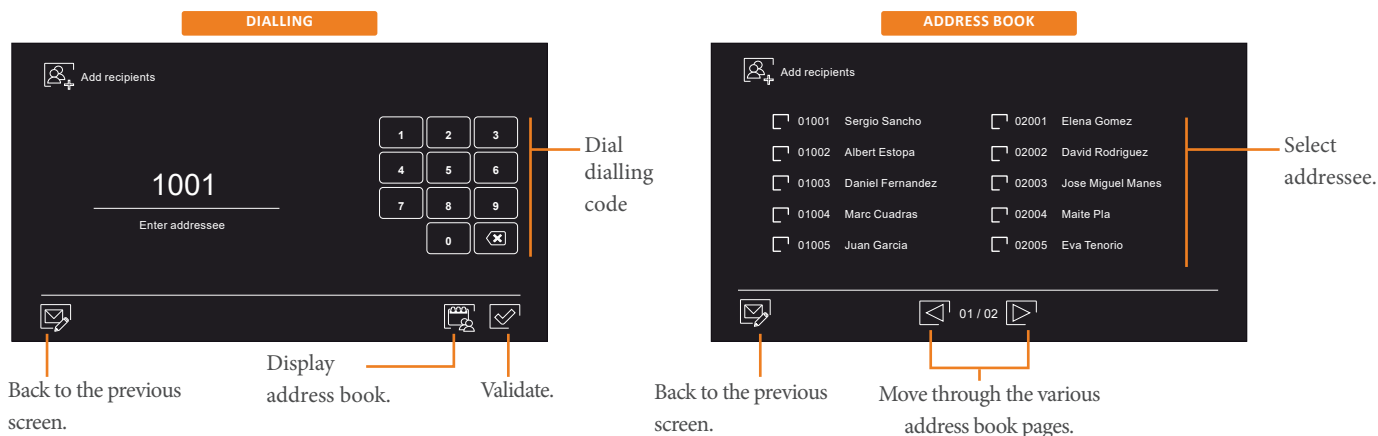 DIALLING
Add recipients
1 2 3
4 5 6
7 8 9
0
1001
Enter addressee
Dial
dialling
code
Back to the previous
screen.
Display
address book.
Validate.
ADDRESS BOOK
Add recipients
01001 Sergio Sancho
01002 Albert Estopa
01003 Daniel Fernandez
01004 Marc Cuadras
01005 Juan Garcia
02001 Elena Gomez
02002 David Rodriguez
02003 Jose Miguel Manes
02004 Maite Pla
02005 Eva Tenorio
01 / 02
Select
addressee.
Back to the previous
screen.
Move through the various
address book pages.